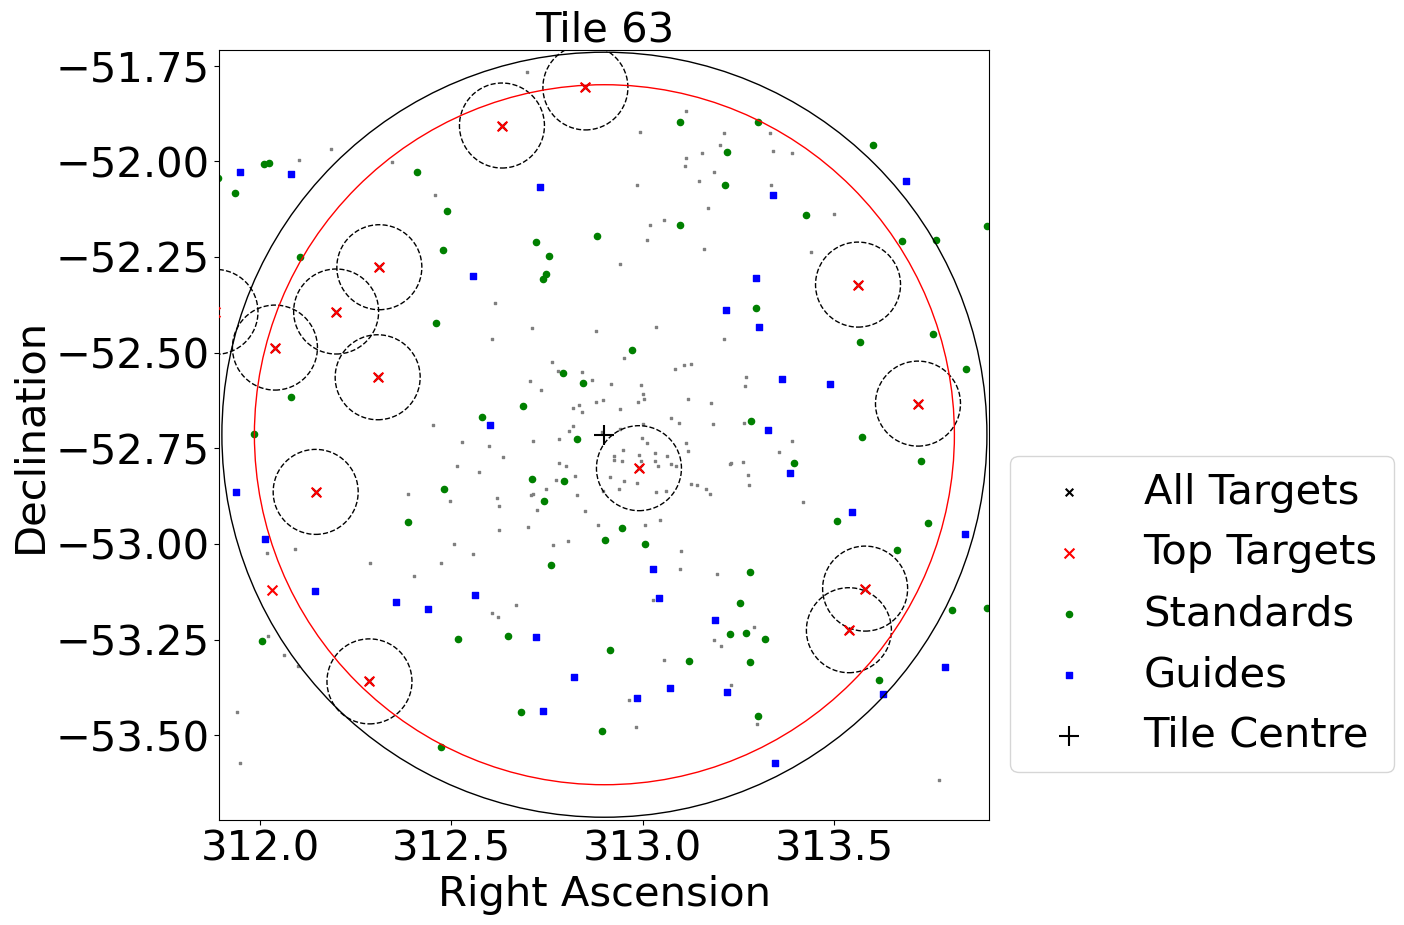 Tile 63
−51.75
−52.00
−52.25
−52.50
−52.75
−53.00
−53.25
−53.50
Declination
312.0 312.5 313.0 313.5
Right Ascension
All Targets
Top Targets
Standards
Guides
Tile Centre